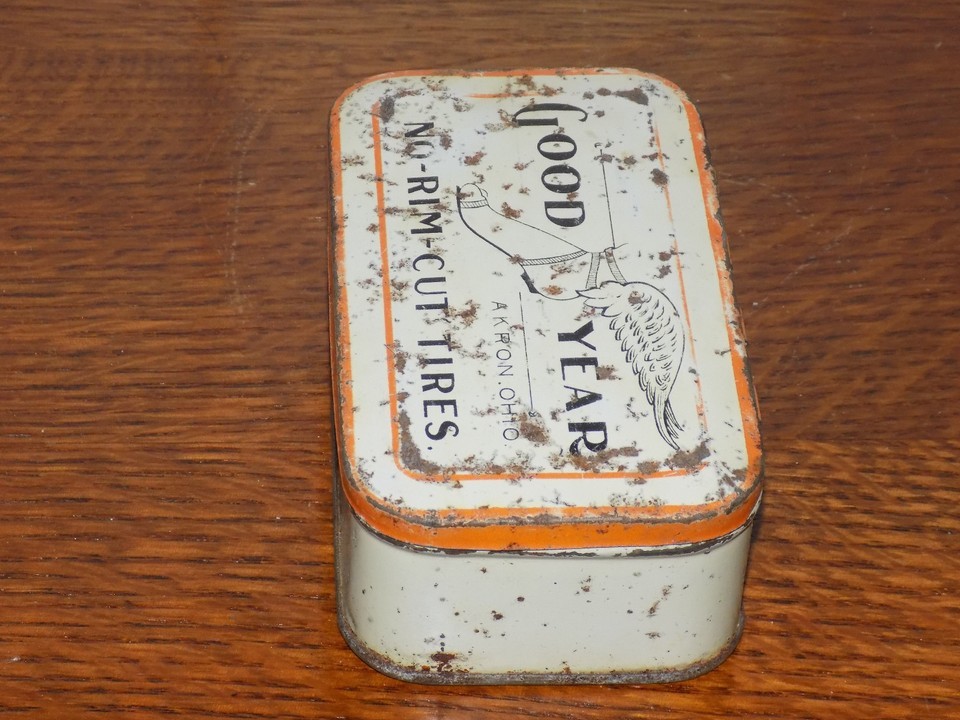 GOOD YEAR
AKRON. OHIO.
NO-RIM-CUT TIRES.